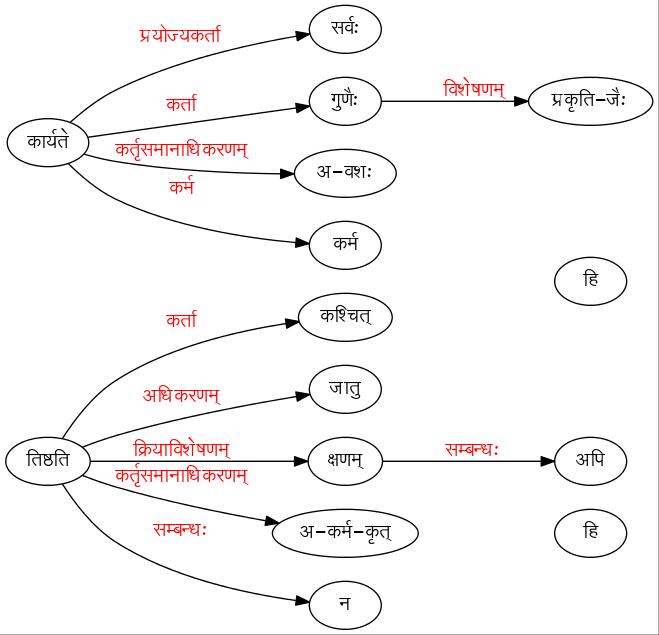 प्रयोज्यकर्ता
सर्वः
कर्ता
गुणैः
विशेषणम्
प्रकृति-जैः
कार्यते
कर्तृसमानाधिकरणम्
अ-वशः
कर्म
कर्म
हि
कर्ता
कश्चित्
अधिकरणम्
जातु
तिष्ठति
क्रियाविशेषणम्
क्षणम्
सम्बन्धः
अपि
कर्तृसमानाधिकरणम्
अ-कर्म-कृत्
हि
सम्बन्धः
न